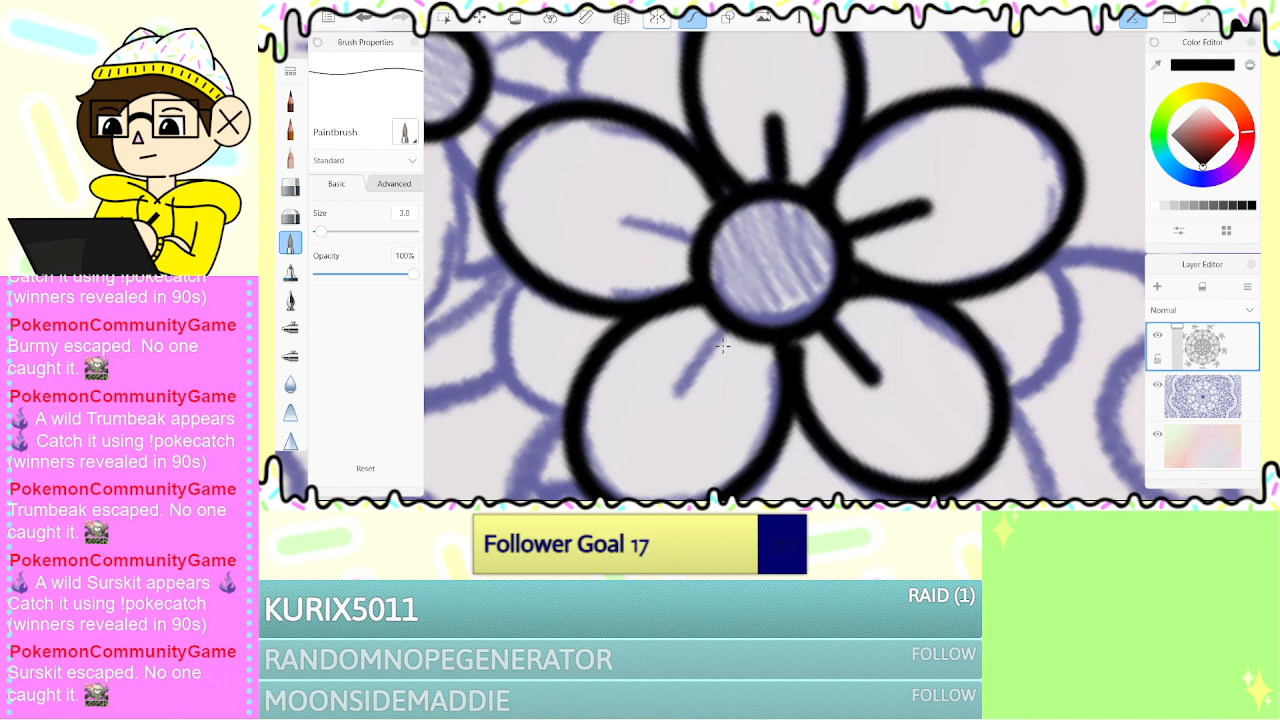 Catch it using !pokecatch
(winners revealed in 90s)
PokemonCommunityGame
Burmy escaped. No one
caught it.
PokemonCommunityGame
A wild Trumbeak appears
Catch it using !pokecatch
(winners revealed in 90s)
PokemonCommunityGame
Trumbeak escaped. No one
caught it.
PokemonCommunityGame
A wild Surskit appears
Catch it using !pokecatch
(winners revealed in 90s)
PokemonCommunityGame
Surskit escaped. No one
caught it.
Brush Properties
Paintbrush
Standard
Basic Advanced
Size 3.0
Opacity 100%
Reset
Color Editor
Layer Editor
Normal
Follower Goal 17
KURIX5011 RAID (1)
RANDOMNOPEGENERATOR FOLLOW
MOONSIDEMADDIE FOLLOW